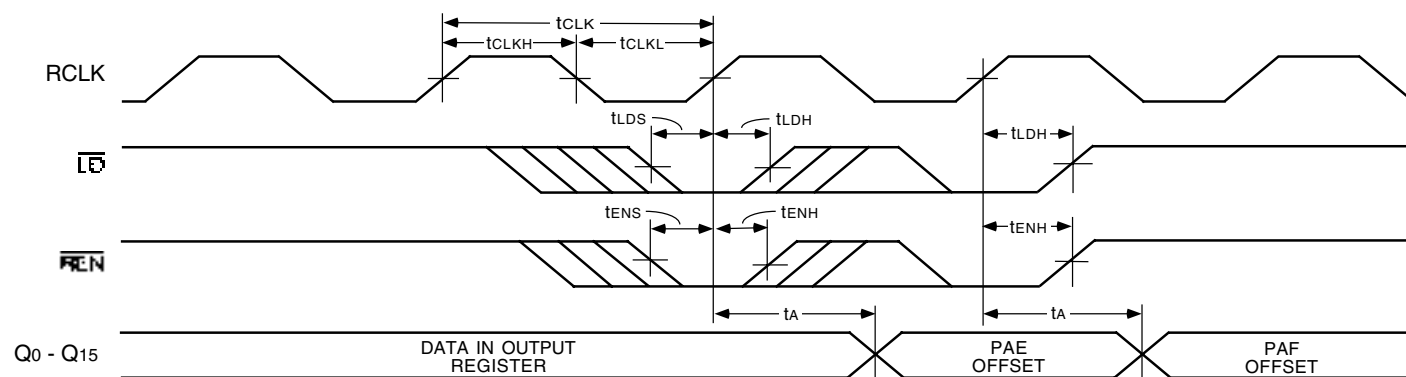 tCLK
tCLKH
tCLKL
RCLK
tLDS
tLDH
tLDH
LD
tENS
tENH
tENH
REN
tA
tA
Q0 - Q15
DATA IN OUTPUT
REGISTER
PAE
OFFSET
PAF
OFFSET